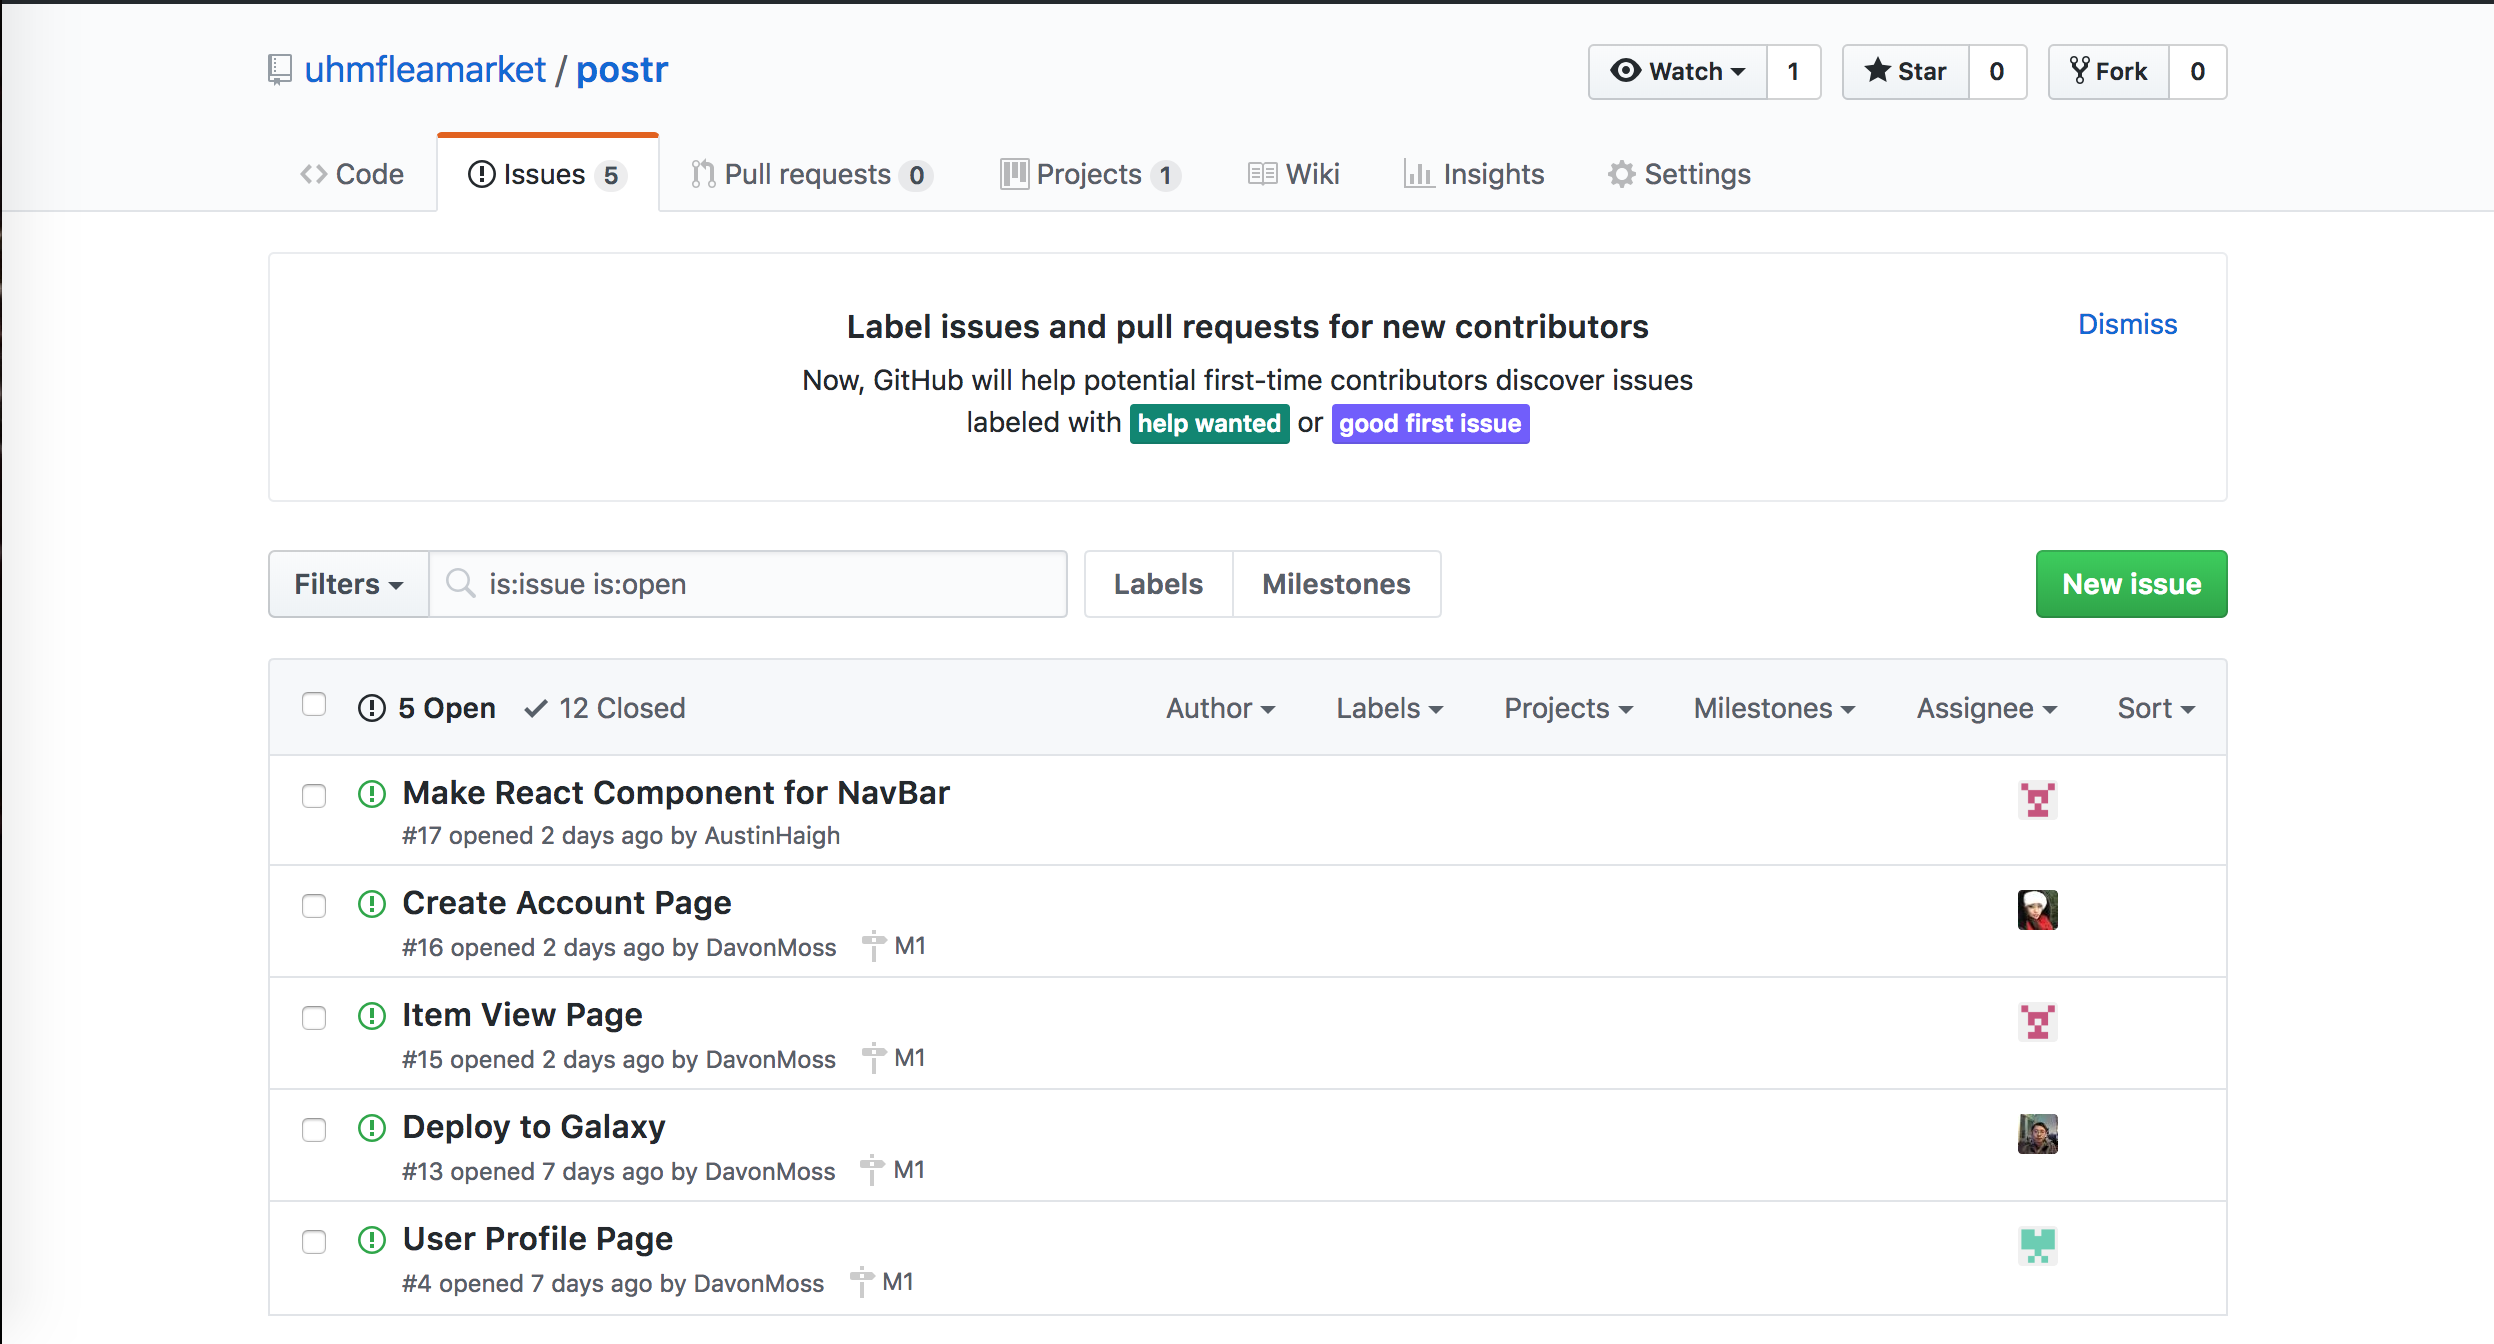 uhmfleamarket / postr
Watch 1 Star 0 Fork 0
Code Issues 5 Pull requests 0 Projects 1 Wiki Insights Settings
Label issues and pull requests for new contributors
Dismiss
Now, GitHub will help potential first-time contributors discover issues
labeled with help wanted or good first issue
Filters is:issue is:open Labels Milestones New issue
5 Open 12 Closed Author Labels Projects Milestones Assignee Sort
Make React Component for NavBar
#17 opened 2 days ago by AustinHaigh
Create Account Page
#16 opened 2 days ago by DavonMoss M1
Item View Page
#15 opened 2 days ago by DavonMoss M1
Deploy to Galaxy
#13 opened 7 days ago by DavonMoss M1
User Profile Page
#4 opened 7 days ago by DavonMoss M1